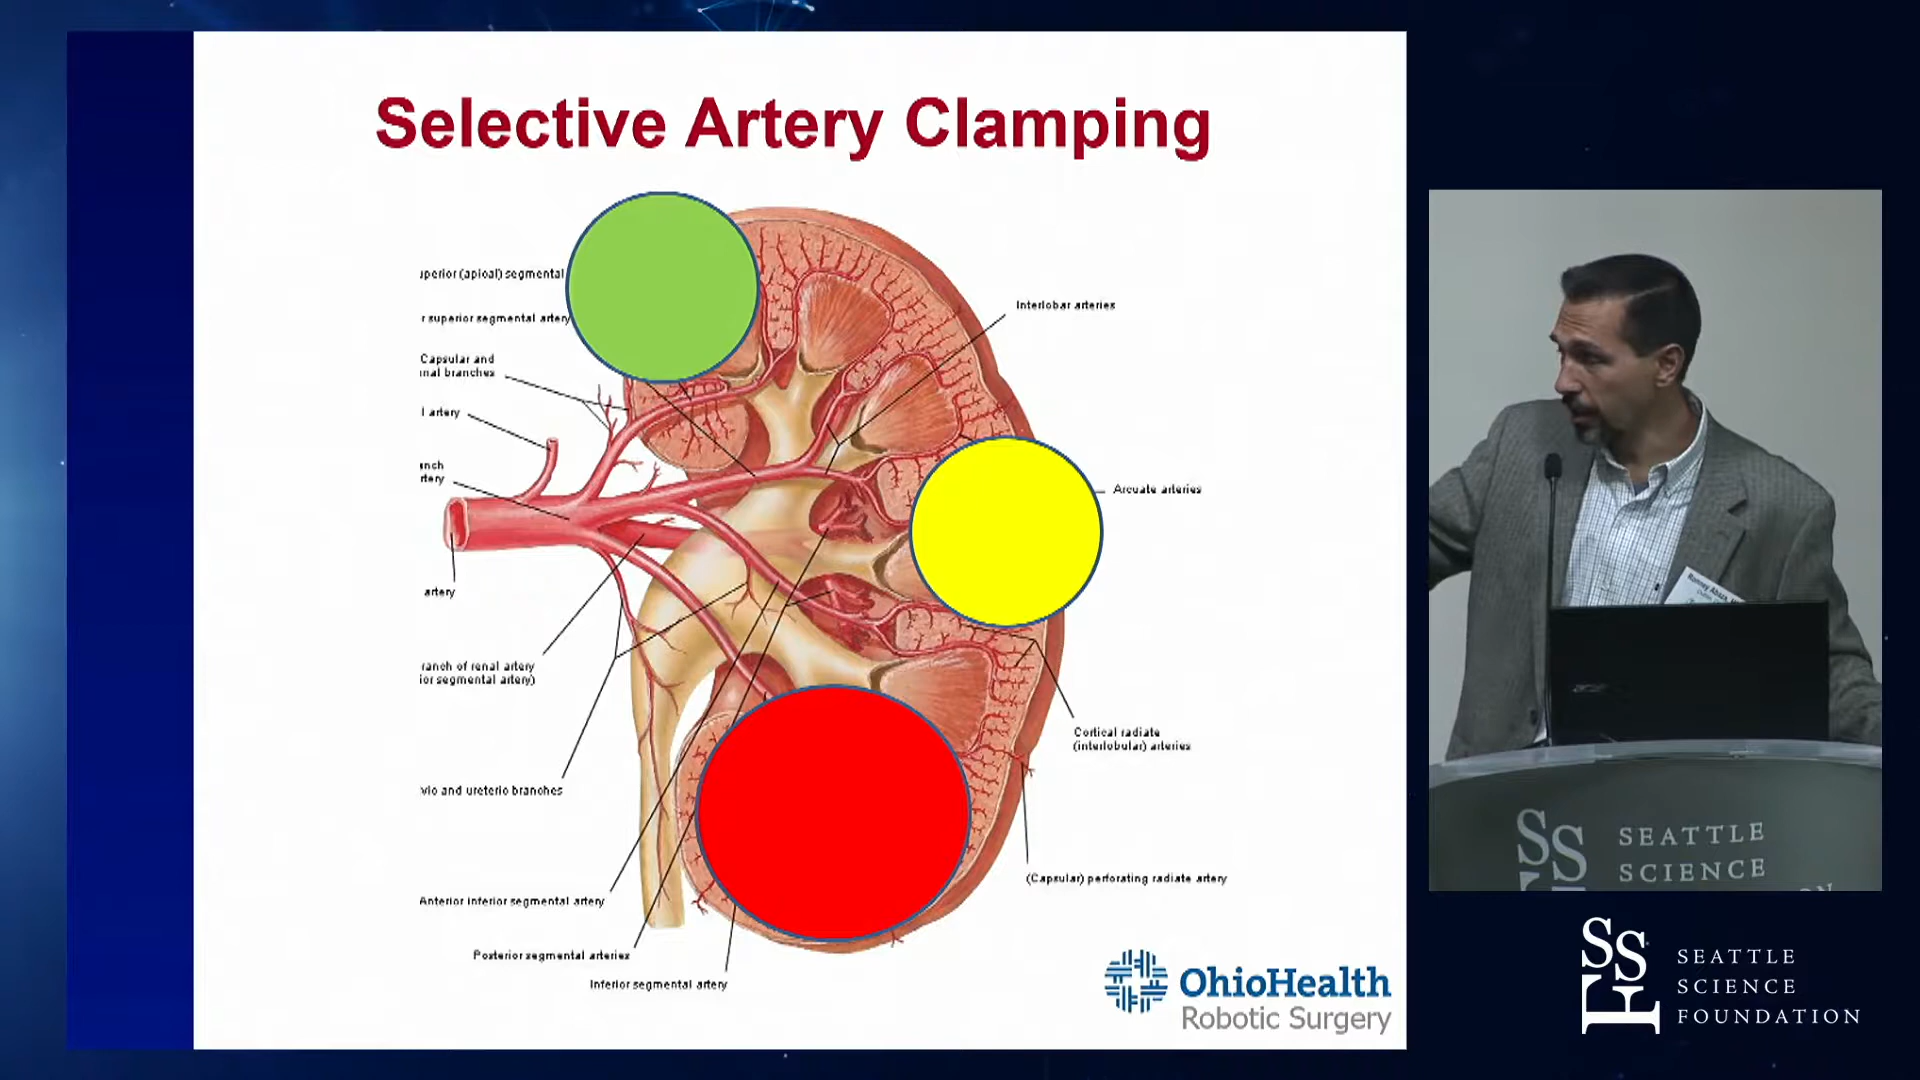 Selective Artery Clamping
uperior (apical) segmental
r superior segmental artery
Capsular and
nal branches
l artery
anch
rtery
artery
ranch of renal artery
ior segmental artery)
vic and ureteric branches
Anterior inferior segmental artery
Posterior segmental arteries
Inferior segmental artery
Interlobar arteries
Arcuate arteries
Cortical radiate
(interlobular) arteries
(Capsular) perforating radiate artery
OhioHealth
Robotic Surgery
SSF
SEATTLE
SCIENCE
SSF
SEATTLE
SCIENCE
FOUNDATION